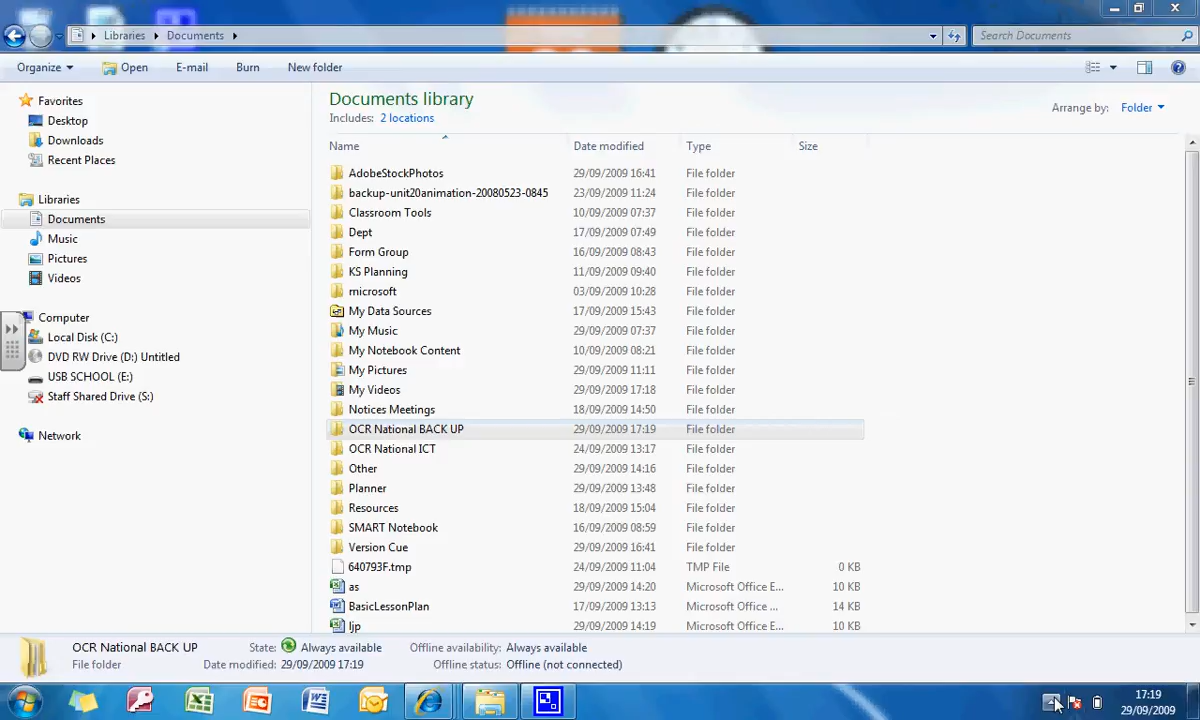 Libraries Documents
Search Documents
Organize Open E-mail Burn New folder
Favorites
Desktop
Downloads
Recent Places
Libraries
Documents
Music
Pictures
Videos
Computer
Local Disk (C:)
DVD RW Drive (D:) Untitled
USB SCHOOL (E:)
Staff Shared Drive (S:)
Network
Documents library
Includes: 2 locations
Arrange by: Folder
Name Date modified Type Size
AdobeStockPhotos 29/09/2009 16:41 File folder
backup-unit20animation-20080523-0845 23/09/2009 11:24 File folder
Classroom Tools 10/09/2009 07:37 File folder
Dept 17/09/2009 07:49 File folder
Form Group 16/09/2009 08:43 File folder
KS Planning 11/09/2009 09:40 File folder
microsoft 03/09/2009 10:28 File folder
My Data Sources 17/09/2009 15:43 File folder
My Music 29/09/2009 07:37 File folder
My Notebook Content 10/09/2009 08:21 File folder
My Pictures 29/09/2009 11:11 File folder
My Videos 29/09/2009 17:18 File folder
Notices Meetings 18/09/2009 14:50 File folder
OCR National BACK UP 29/09/2009 17:19 File folder
OCR National ICT 24/09/2009 13:17 File folder
Other 29/09/2009 14:16 File folder
Planner 29/09/2009 13:48 File folder
Resources 18/09/2009 15:04 File folder
SMART Notebook 16/09/2009 08:59 File folder
Version Cue 29/09/2009 16:41 File folder
640793F.tmp 24/09/2009 11:04 TMP File 0 KB
as 29/09/2009 14:20 Microsoft Office E... 10 KB
BasicLessonPlan 17/09/2009 13:13 Microsoft Office ... 14 KB
ljp 29/09/2009 14:19 Microsoft Office E... 10 KB
OCR National BACK UP State: Always available Offline availability: Always available
File folder Date modified: 29/09/2009 17:19 Offline status: Offline (not connected)
17:19
29/09/2009